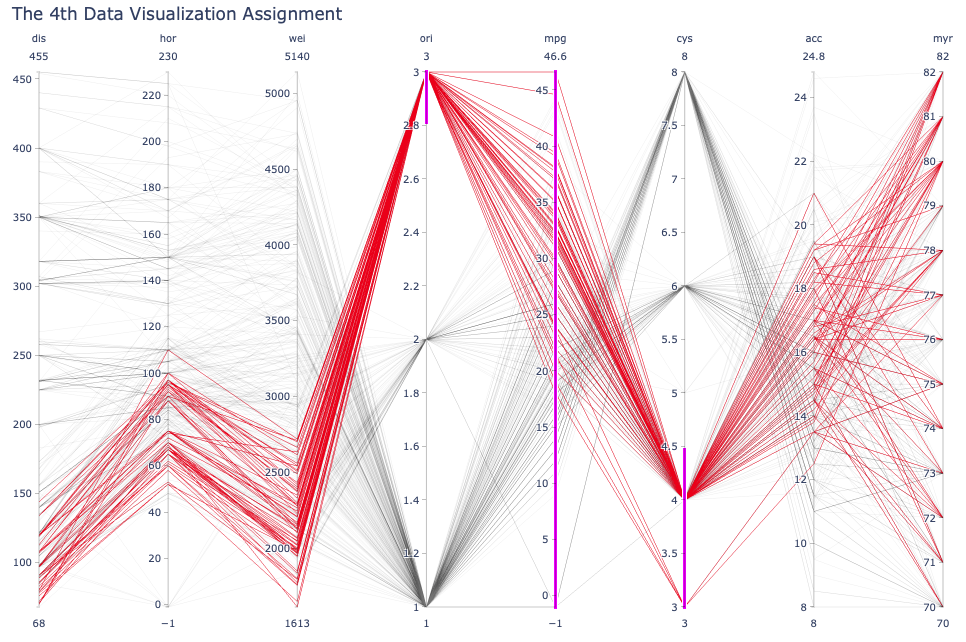 The 4th Data Visualization Assignment
dis hor wei ori mpg cys acc myr
455 230 5140 3 46.6 8 24.8 82
450 400 350 300 250 200 150 100
220 200 180 160 140 120 100 80 60 40 20 0
5000 4500 4000 3500 3000 2500 2000
3 2.8 2.6 2.4 2.2 2 1.8 1.6 1.4 1.2 1
45 40 35 30 25 20 15 10 5 0
8 7.5 7 6.5 6 5.5 5 4.5 4 3.5 3
24 22 20 18 16 14 12 10 8
82 81 80 79 78 77 76 75 74 73 72 71 70
68 −1 1613 1 −1 3 8 70